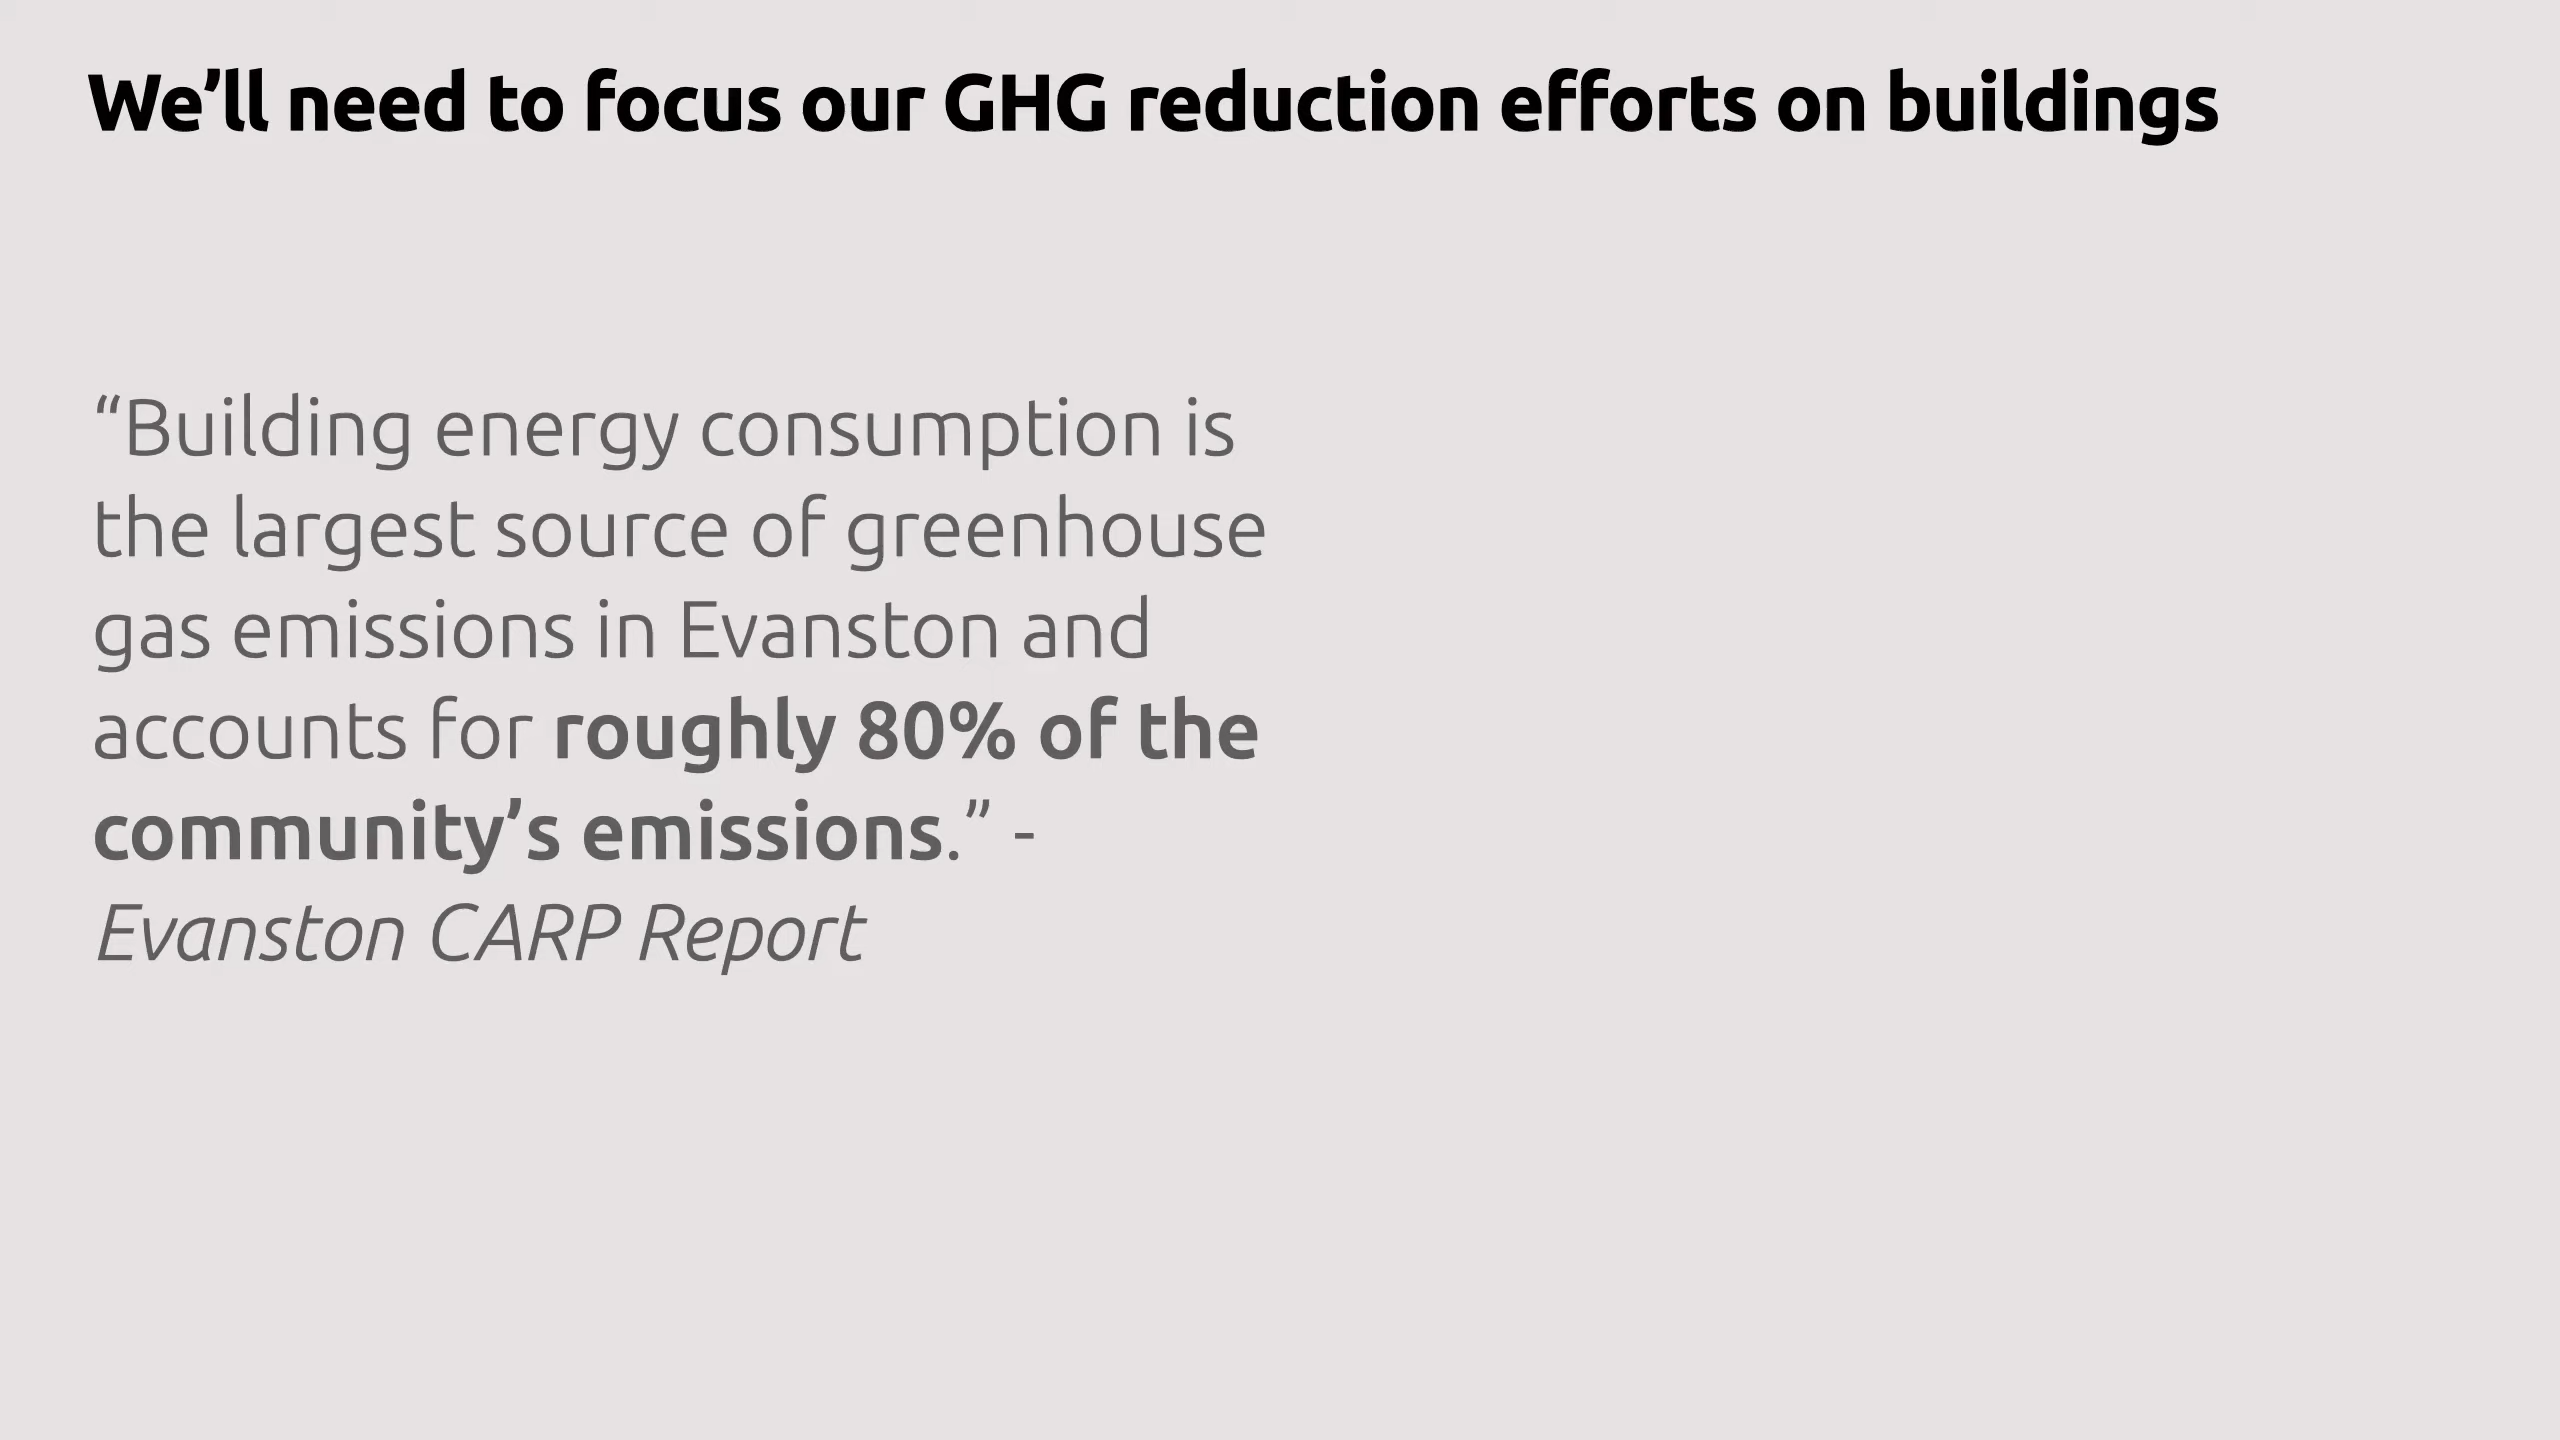 We’ll need to focus our GHG reduction efforts on buildings
“Building energy consumption is
the largest source of greenhouse
gas emissions in Evanston and
accounts for roughly 80% of the
community’s emissions.” -
Evanston CARP Report